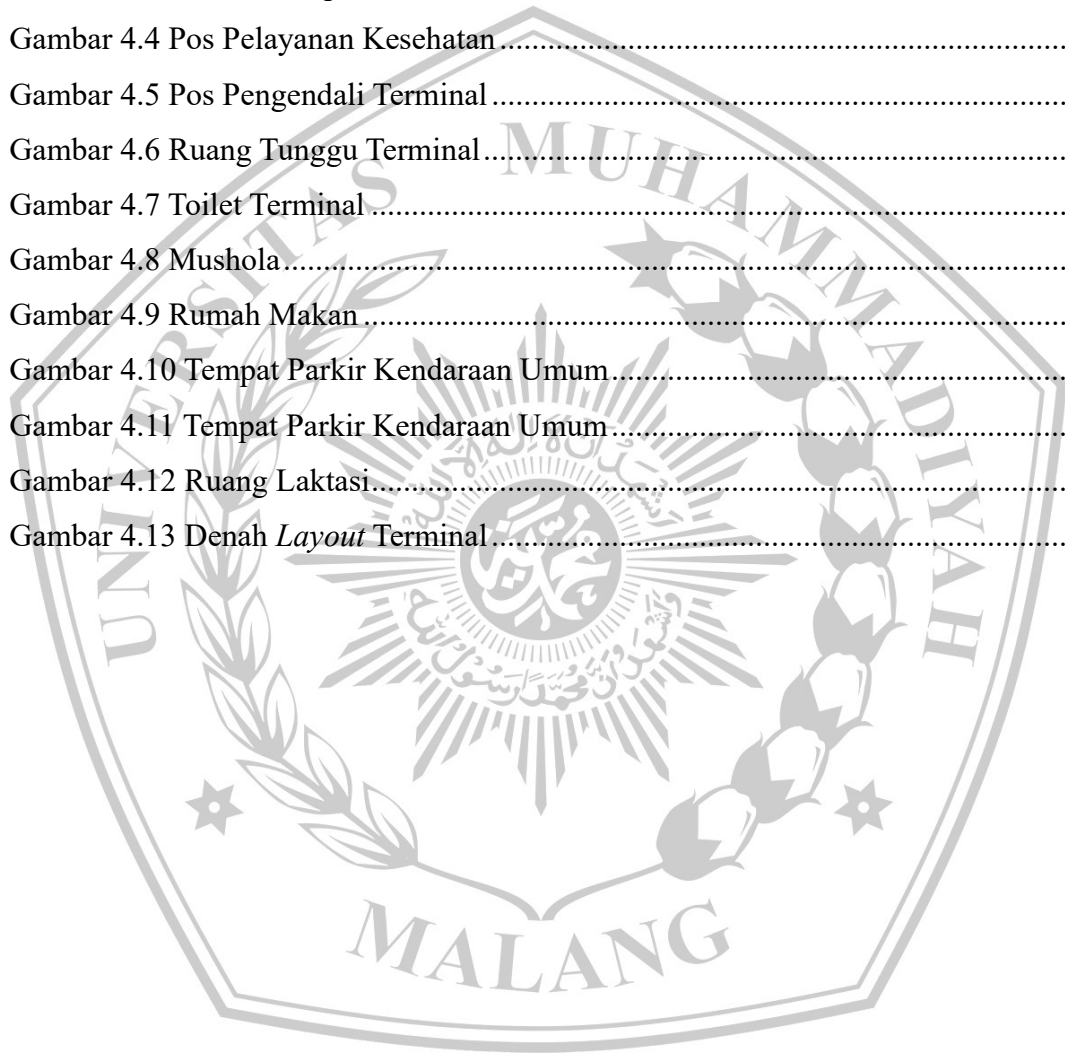 Gambar 4.4 Pos Pelayanan Kesehatan
Gambar 4.5 Pos Pengendali Terminal
Gambar 4.6 Ruang Tunggu Terminal
Gambar 4.7 Toilet Terminal
Gambar 4.8 Mushola
Gambar 4.9 Rumah Makan
Gambar 4.10 Tempat Parkir Kendaraan Umum
Gambar 4.11 Tempat Parkir Kendaraan Umum
Gambar 4.12 Ruang Laktasi
Gambar 4.13 Denah Layout Terminal
UNIVERSITAS MUHAMMADIYAH
MALANG